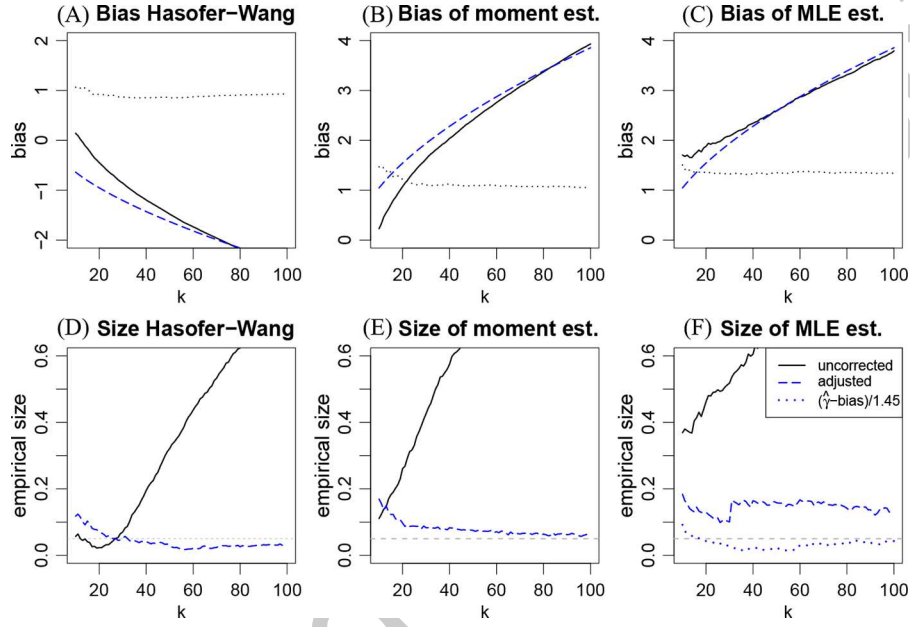 (A) Bias Hasofer−Wang
(B) Bias of moment est.
(C) Bias of MLE est.
bias
2
1
0
−1
−2
20 40 60 80 100
k
bias
4
3
2
1
0
20 40 60 80 100
k
bias
4
3
2
1
0
20 40 60 80 100
k
(D) Size Hasofer−Wang
(E) Size of moment est.
(F) Size of MLE est.
empirical size
0.6
0.4
0.2
0.0
20 40 60 80 100
k
empirical size
0.6
0.4
0.2
0.0
20 40 60 80 100
k
empirical size
0.6
0.4
0.2
0.0
20 40 60 80 100
k
uncorrected
adjusted
(γ̂−bias)/1.45